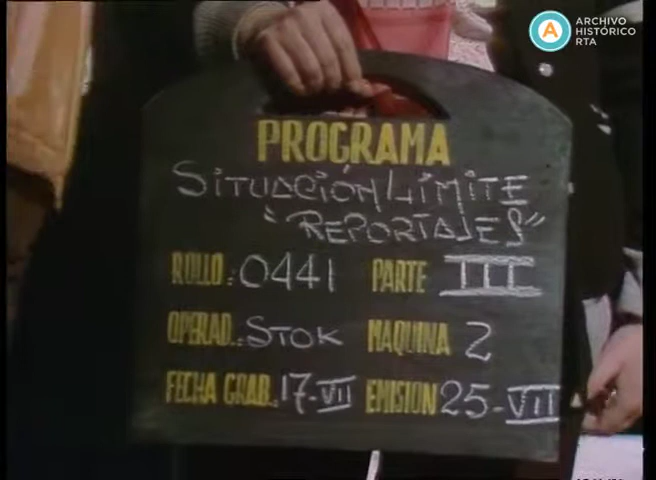 ARCHIVO
HISTÓRICO
RTA
PROGRAMA
SITUACIÓN LÍMITE
"REPORTAJES"
ROLLO: 0441 PARTE III
OPERAD.: STOK MAQUINA 2
FECHA GRAB.: 17-VII EMISION 25-VII